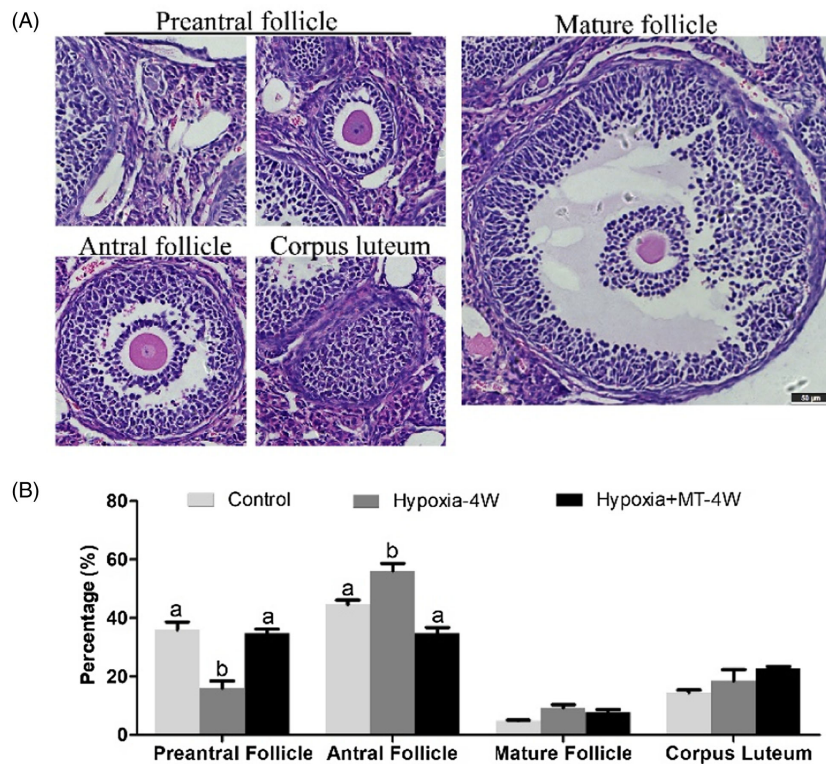 (A)
Preantral follicle
Mature follicle
Antral follicle
Corpus luteum
50 µm
(B)
Control
Hypoxia-4W
Hypoxia+MT-4W
Percentage (%)
80
60
40
20
0
a
b
a
a
b
a
Preantral Follicle
Antral Follicle
Mature Follicle
Corpus Luteum